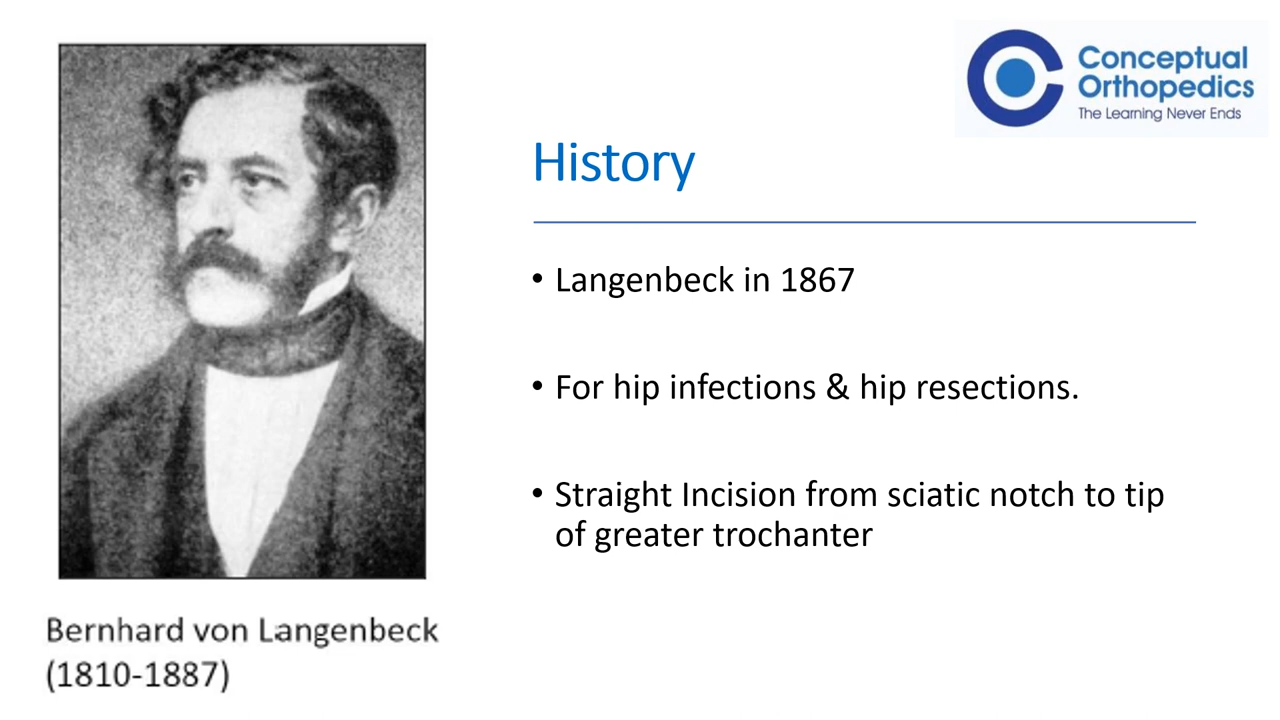 Conceptual
Orthopedics
The Learning Never Ends
History
• Langenbeck in 1867
• For hip infections & hip resections.
• Straight Incision from sciatic notch to tip
of greater trochanter
Bernhard von Langenbeck
(1810-1887)